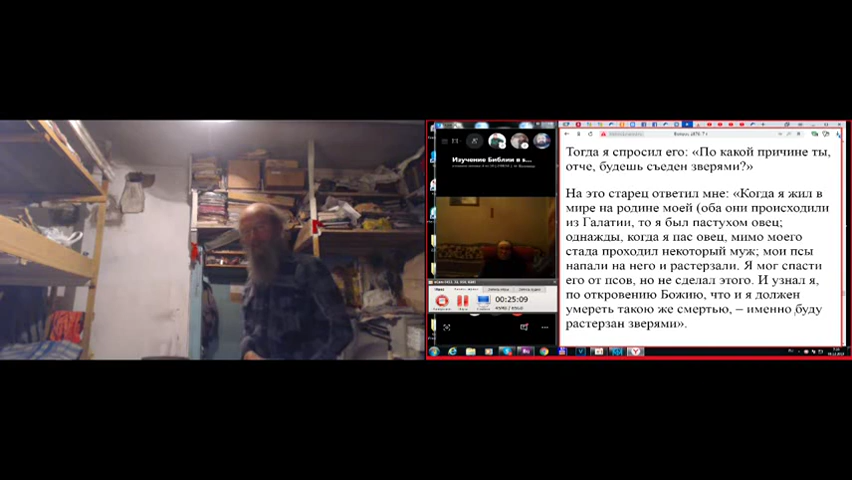 Изучение Библии в в...
00:25:09
Тогда я спросил его: «По какой причине ты,
отче, будешь съеден зверями?»
На это старец ответил мне: «Когда я жил в
мире на родине моей (оба они происходили
из Галатии, то я был пастухом овец;
однажды, когда я пас овец, мимо моего
стада проходил некоторый муж; мои псы
напали на него и растерзали. Я мог спасти
его от псов, но не сделал этого. И узнал я,
по откровению Божию, что и я должен
умереть такою же смертью, – именно буду
растерзан зверями».